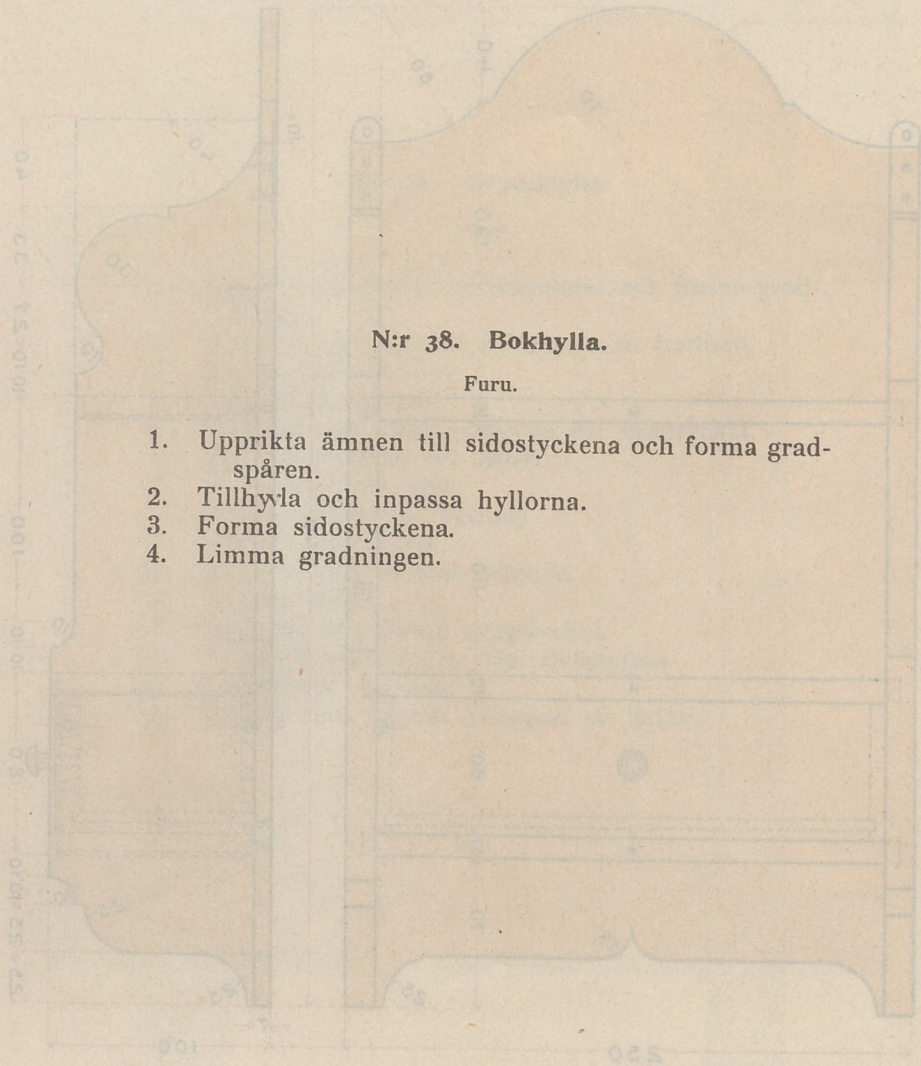 N:r 38. Bokhylla.
Furu.
1. Upprikta ämnen till sidostyckena och forma grad-
spåren.
2. Tillhyvla och inpassa hyllorna.
3. Forma sidostyckena.
4. Limma gradningen.